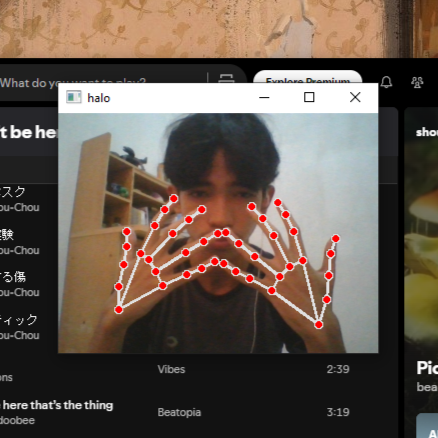 What do you want to play?
Explore Premium
halo
't be he
shou
スク
ou-Chou
験
ou-Chou
る傷
ou-Chou
ティック
ou-Chou
Vibes
2:39
ons
here that's the thing
doobee
Beatopia
3:19
Pic
bea
A